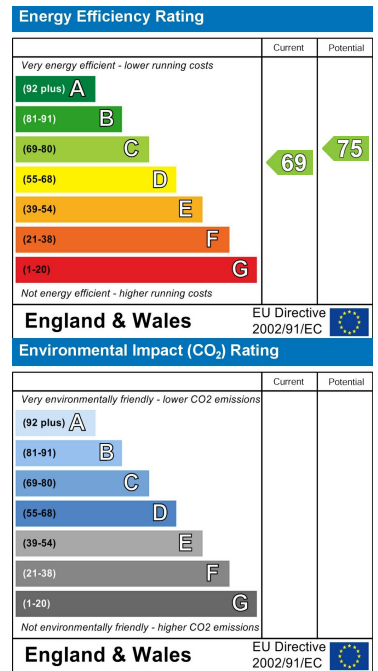 Energy Efficiency Rating
Current Potential
Very energy efficient - lower running costs
(92 plus) A
(81-91) B
(69-80) C
(55-68) D
(39-54) E
(21-38) F
(1-20) G
69
75
Not energy efficient - higher running costs
England & Wales
EU Directive
2002/91/EC
Environmental Impact (CO₂) Rating
Current Potential
Very environmentally friendly - lower CO2 emissions
(92 plus) A
(81-91) B
(69-80) C
(55-68) D
(39-54) E
(21-38) F
(1-20) G
Not environmentally friendly - higher CO2 emissions
England & Wales
EU Directive
2002/91/EC